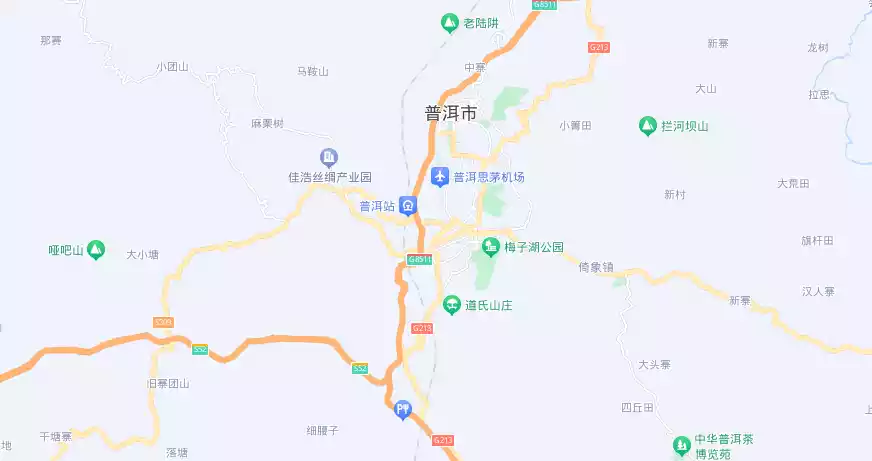 G8511
老陆阱
那赛
新寨
龙树
G213
中寨
小团山
马鞍山
大山
拉思
普洱市
麻栗树
小箐田
拦河坝山
佳浩丝绸产业园
普洱思茅机场
大荒田
新村
普洱站
哑吧山
大小塘
梅子湖公园
旗杆田
G8511
倚象镇
汉人寨
新寨
道氏山庄
S309
G213
S52
S52
大头寨
旧寨团山
四丘田
P
细腰子
干塘寨
G213
中华普洱茶
博览苑
地
落塘
上